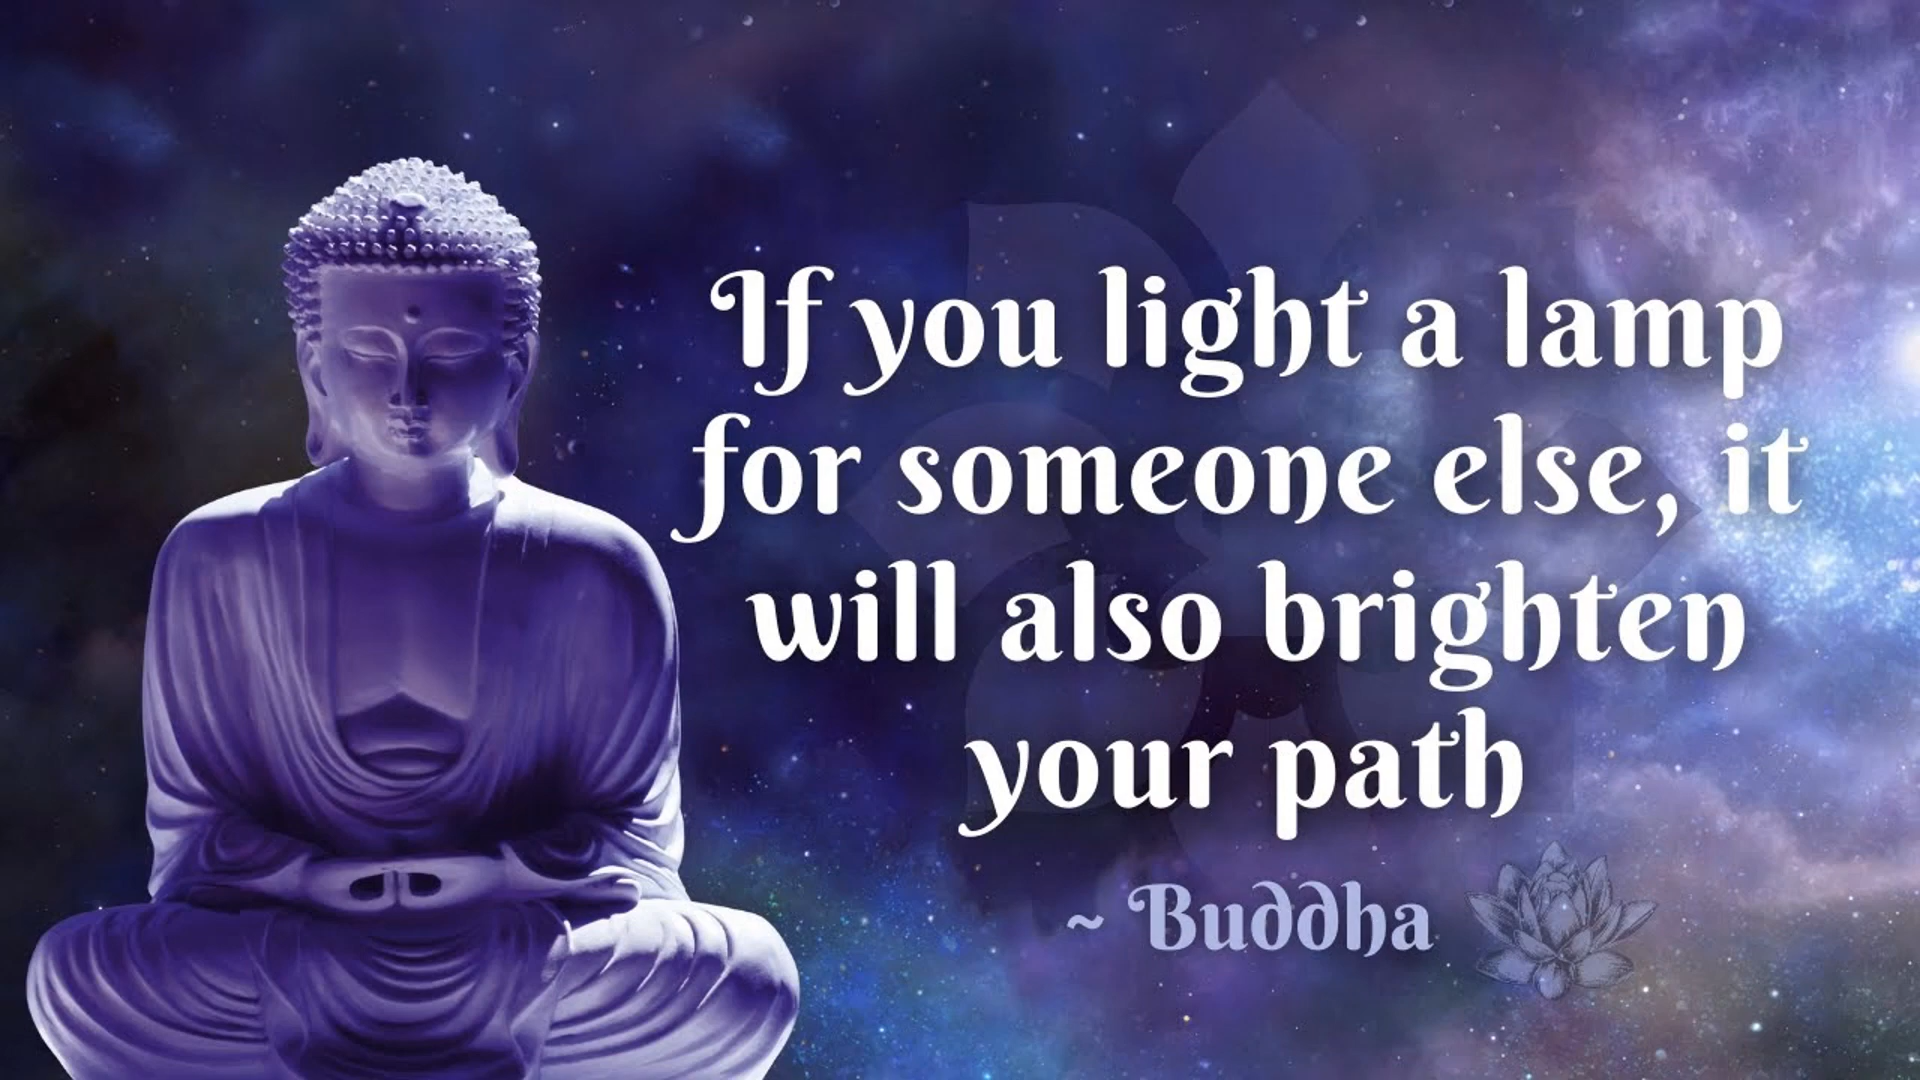 If you light a lamp
for someone else, it
will also brighten
your path
~ Buddha